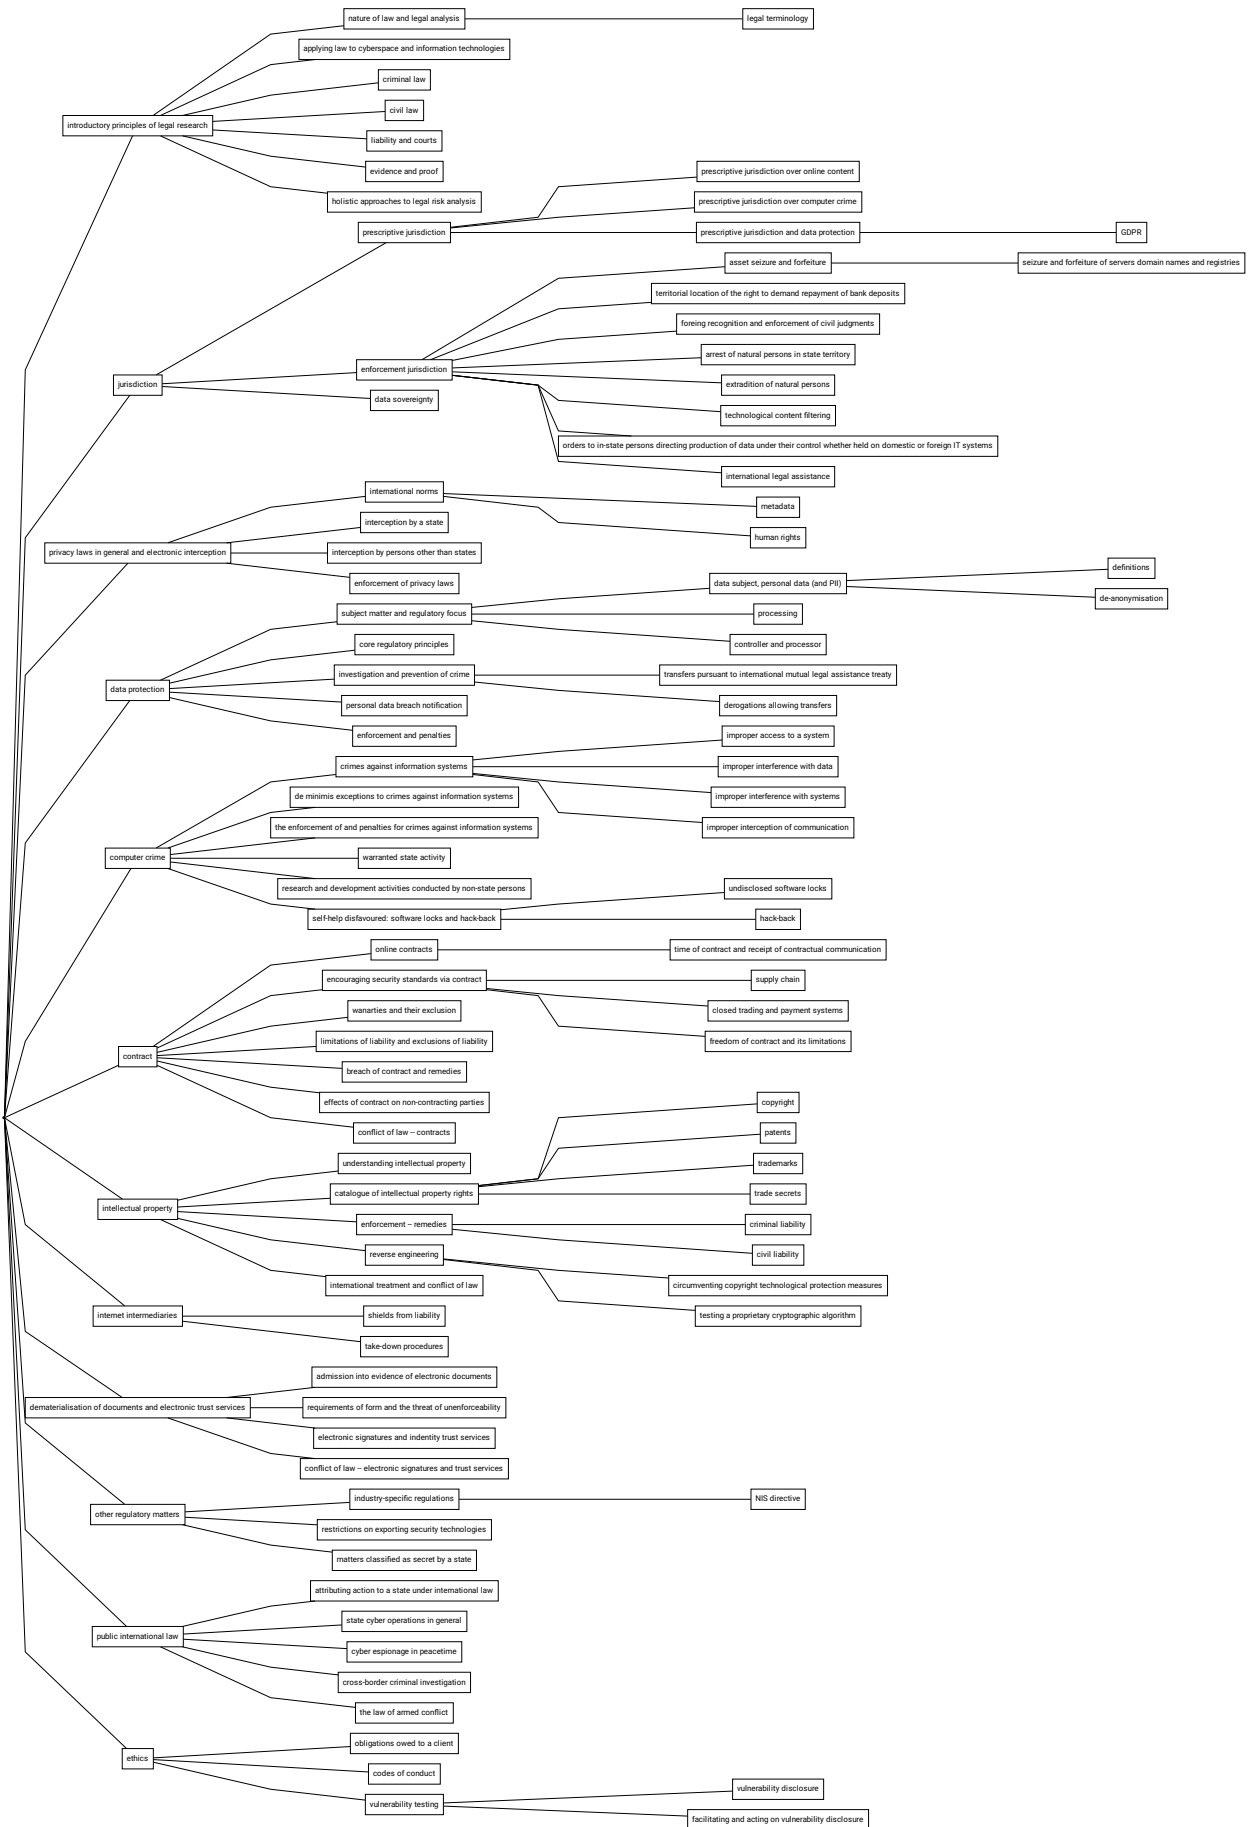 nature of law and legal analysis
legal terminology
applying law to cyberspace and information technologies
criminal law
civil law
introductory principles of legal research
liability and courts
evidence and proof
prescriptive jurisdiction over online content
holistic approaches to legal risk analysis
prescriptive jurisdiction over computer crime
prescriptive jurisdiction
prescriptive jurisdiction and data protection
GDPR
asset seizure and forfeiture
seizure and forfeiture of servers domain names and registries
territorial location of the right to demand repayment of bank deposits
foreing recognition and enforcement of civil judgments
arrest of natural persons in state territory
enforcement jurisdiction
jurisdiction
extradition of natural persons
data sovereignty
technological content filtering
orders to in-state persons directing production of data under their control whether held on domestic or foreign IT systems
international legal assistance
international norms
metadata
interception by a state
human rights
privacy laws in general and electronic interception
interception by persons other than states
definitions
enforcement of privacy laws
data subject, personal data (and PII)
de-anonymisation
subject matter and regulatory focus
processing
core regulatory principles
controller and processor
investigation and prevention of crime
transfers pursuant to international mutual legal assistance treaty
data protection
personal data breach notification
derogations allowing transfers
enforcement and penalties
improper access to a system
crimes against information systems
improper interference with data
de minimis exceptions to crimes against information systems
improper interference with systems
the enforcement of and penalties for crimes against information systems
improper interception of communication
computer crime
warranted state activity
research and development activities conducted by non-state persons
undisclosed software locks
self-help disfavoured: software locks and hack-back
hack-back
online contracts
time of contract and receipt of contractual communication
encouraging security standards via contract
supply chain
wanarties and their exclusion
closed trading and payment systems
limitations of liability and exclusions of liability
freedom of contract and its limitations
contract
breach of contract and remedies
effects of contract on non-contracting parties
copyright
conflict of law – contracts
patents
understanding intellectual property
trademarks
catalogue of intellectual property rights
trade secrets
intellectual property
enforcement – remedies
criminal liability
reverse engineering
civil liability
international treatment and conflict of law
circumventing copyright technological protection measures
internet intermediaries
shields from liability
testing a proprietary cryptographic algorithm
take-down procedures
admission into evidence of electronic documents
dematerialisation of documents and electronic trust services
requirements of form and the threat of unenforceability
electronic signatures and indentity trust services
conflict of law – electronic signatures and trust services
industry-specific regulations
NIS directive
other regulatory matters
restrictions on exporting security technologies
matters classified as secret by a state
attributing action to a state under international law
state cyber operations in general
public international law
cyber espionage in peacetime
cross-border criminal investigation
the law of armed conflict
obligations owed to a client
ethics
codes of conduct
vulnerability disclosure
vulnerability testing
facilitating and acting on vulnerability disclosure